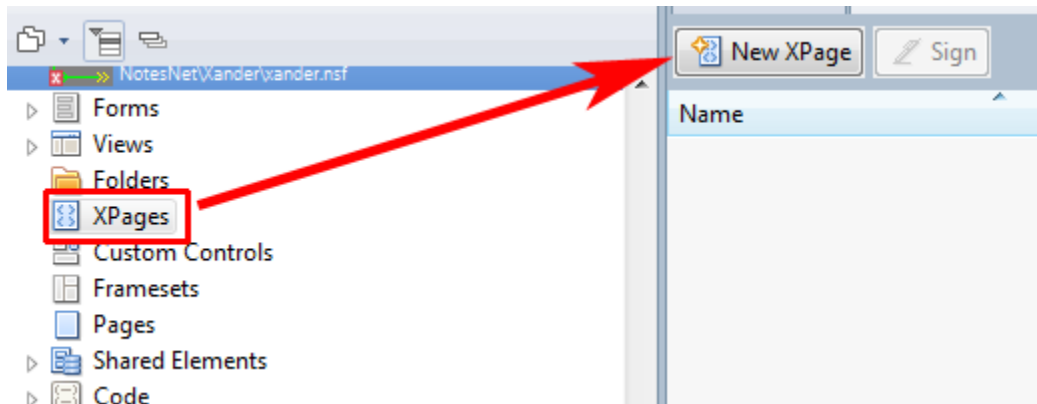 NotesNet\Xander\xander.nsf
Forms
Views
Folders
XPages
Custom Controls
Framesets
Pages
Shared Elements
Code
New XPage
Sign
Name